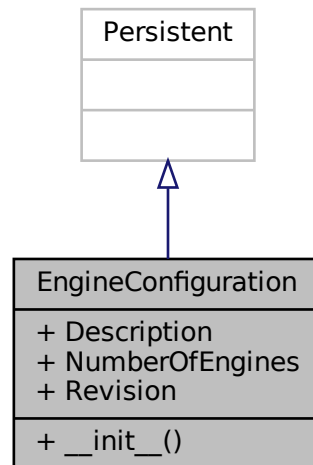 Persistent
EngineConfiguration
+ Description
+ NumberOfEngines
+ Revision
+ __init__()